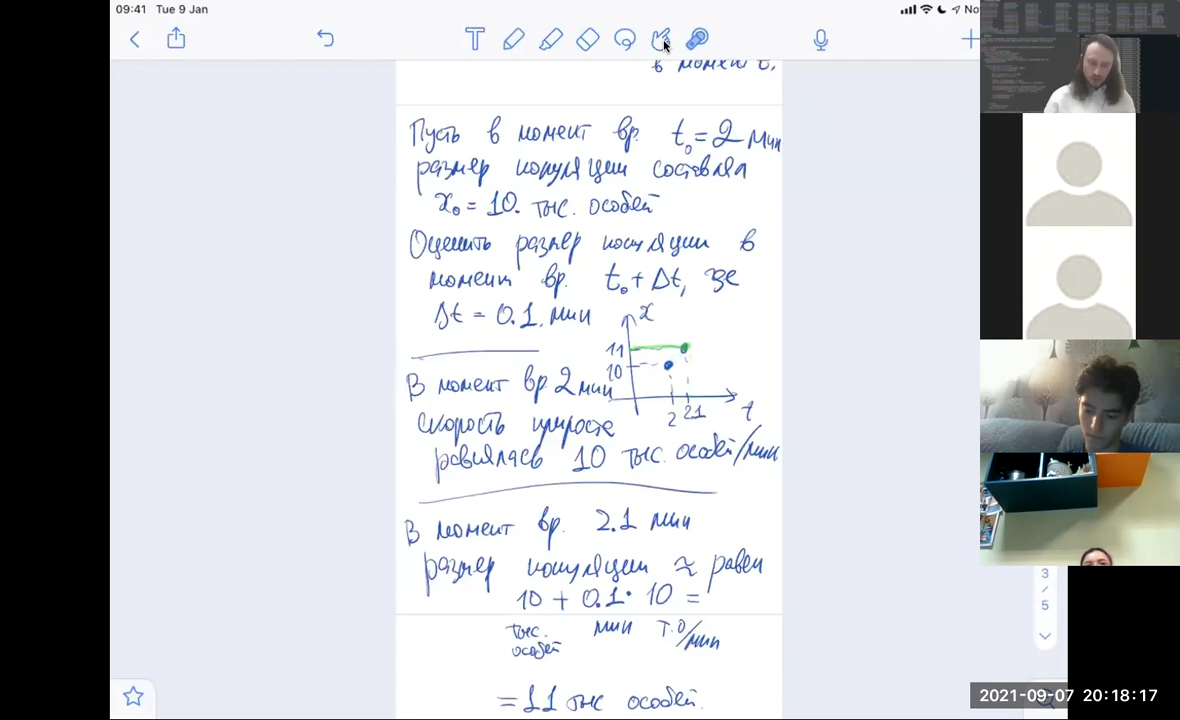 09:41 Tue 9 Jan
No
в момент t,
Пусть в момент вр. t₀ = 2 мин
размер популяции составлял
x₀ = 10. тыс. особей
Оценить размер популяции в
момент вр. t₀ + Δt, где
Δt = 0.1. мин
x
11
10
2 2.1 t
В момент вр 2 мин
скорость прироста
равнялась 10 тыс. особей/мин
В момент вр. 2.1 мин
размер популяции ≈ равен
10 + 0.1 · 10 =
тыс. особей мин т.о/мин
= 11 тыс особей.
3
/
5
2021-09-07 20:18:17